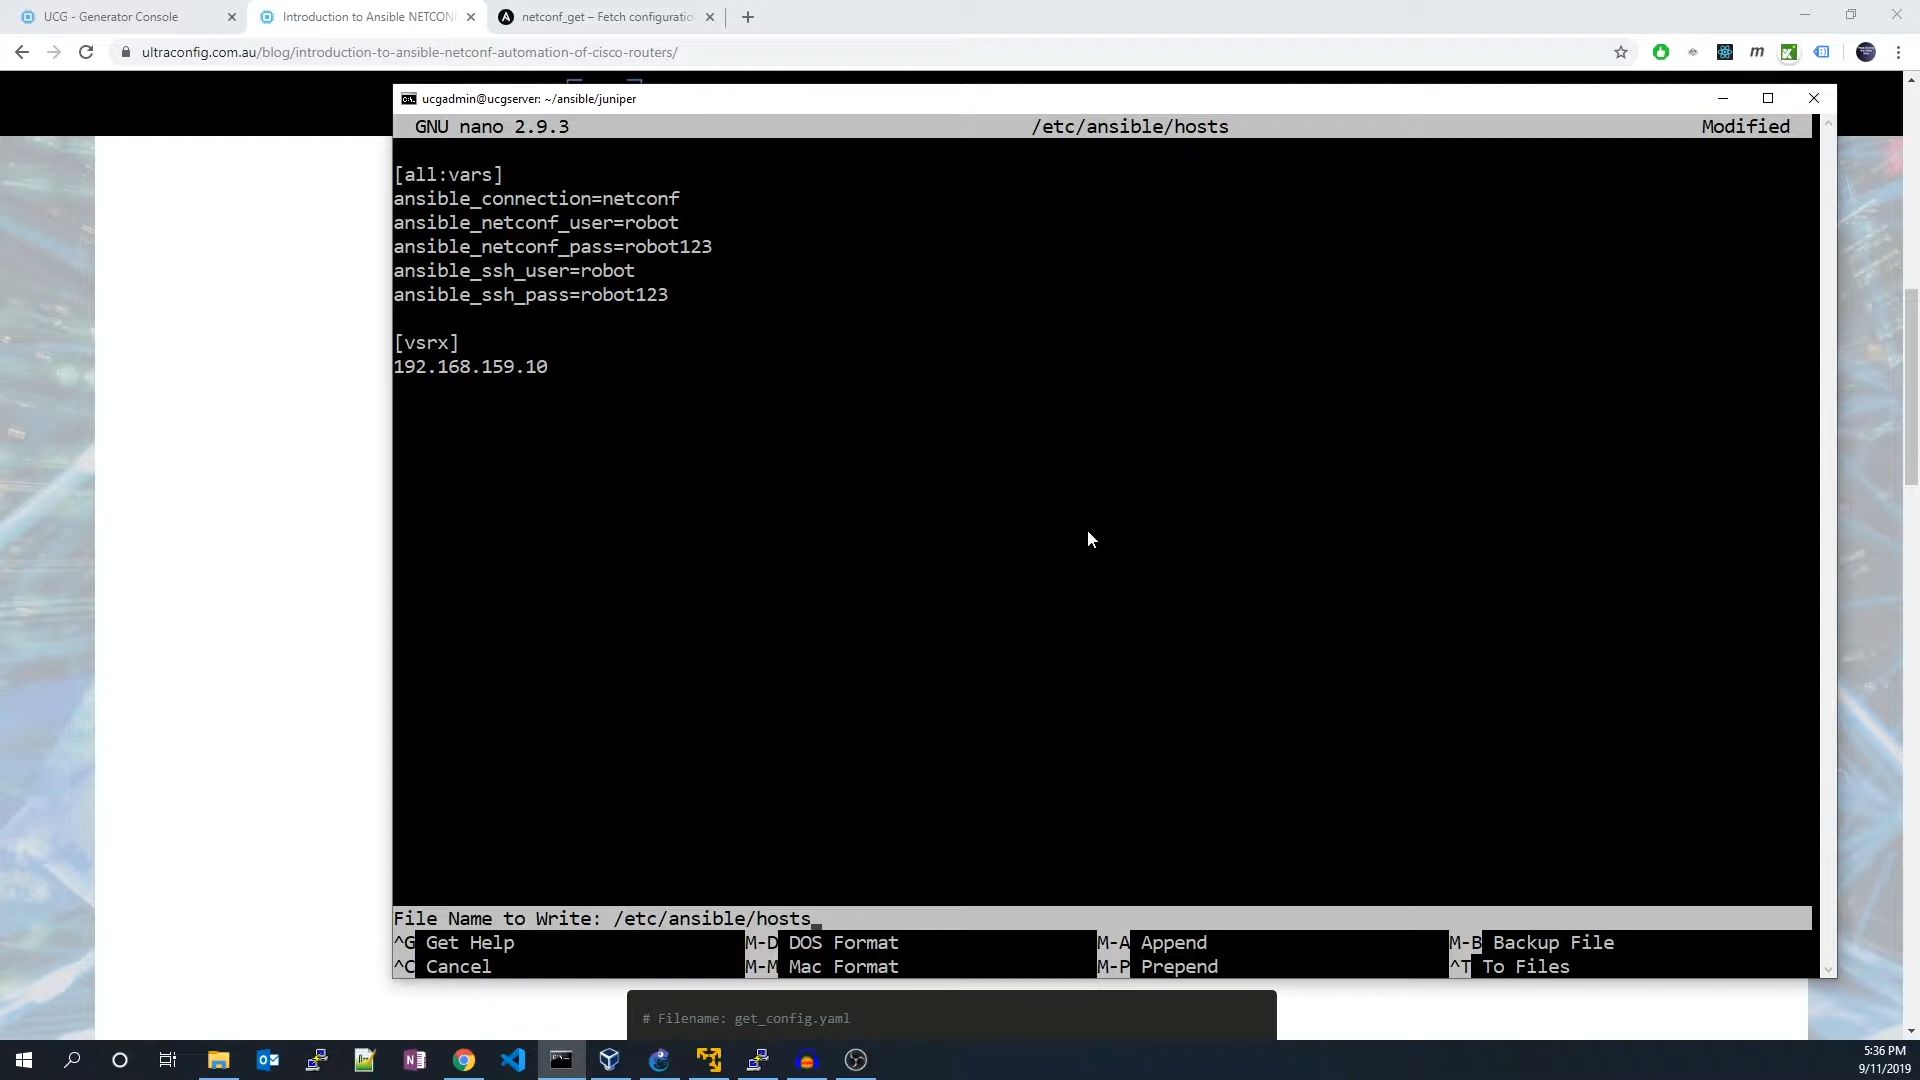 UCG - Generator Console
Introduction to Ansible NETCON
netconf_get – Fetch configuratio
ultraconfig.com.au/blog/introduction-to-ansible-netconf-automation-of-cisco-routers/
ucgadmin@ucgserver: ~/ansible/juniper
GNU nano 2.9.3 /etc/ansible/hosts Modified
[all:vars]
ansible_connection=netconf
ansible_netconf_user=robot
ansible_netconf_pass=robot123
ansible_ssh_user=robot
ansible_ssh_pass=robot123
[vsrx]
192.168.159.10
File Name to Write: /etc/ansible/hosts
^G Get Help M-D DOS Format M-A Append M-B Backup File
^C Cancel M-M Mac Format M-P Prepend ^T To Files
# Filename: get_config.yaml
5:36 PM
9/11/2019